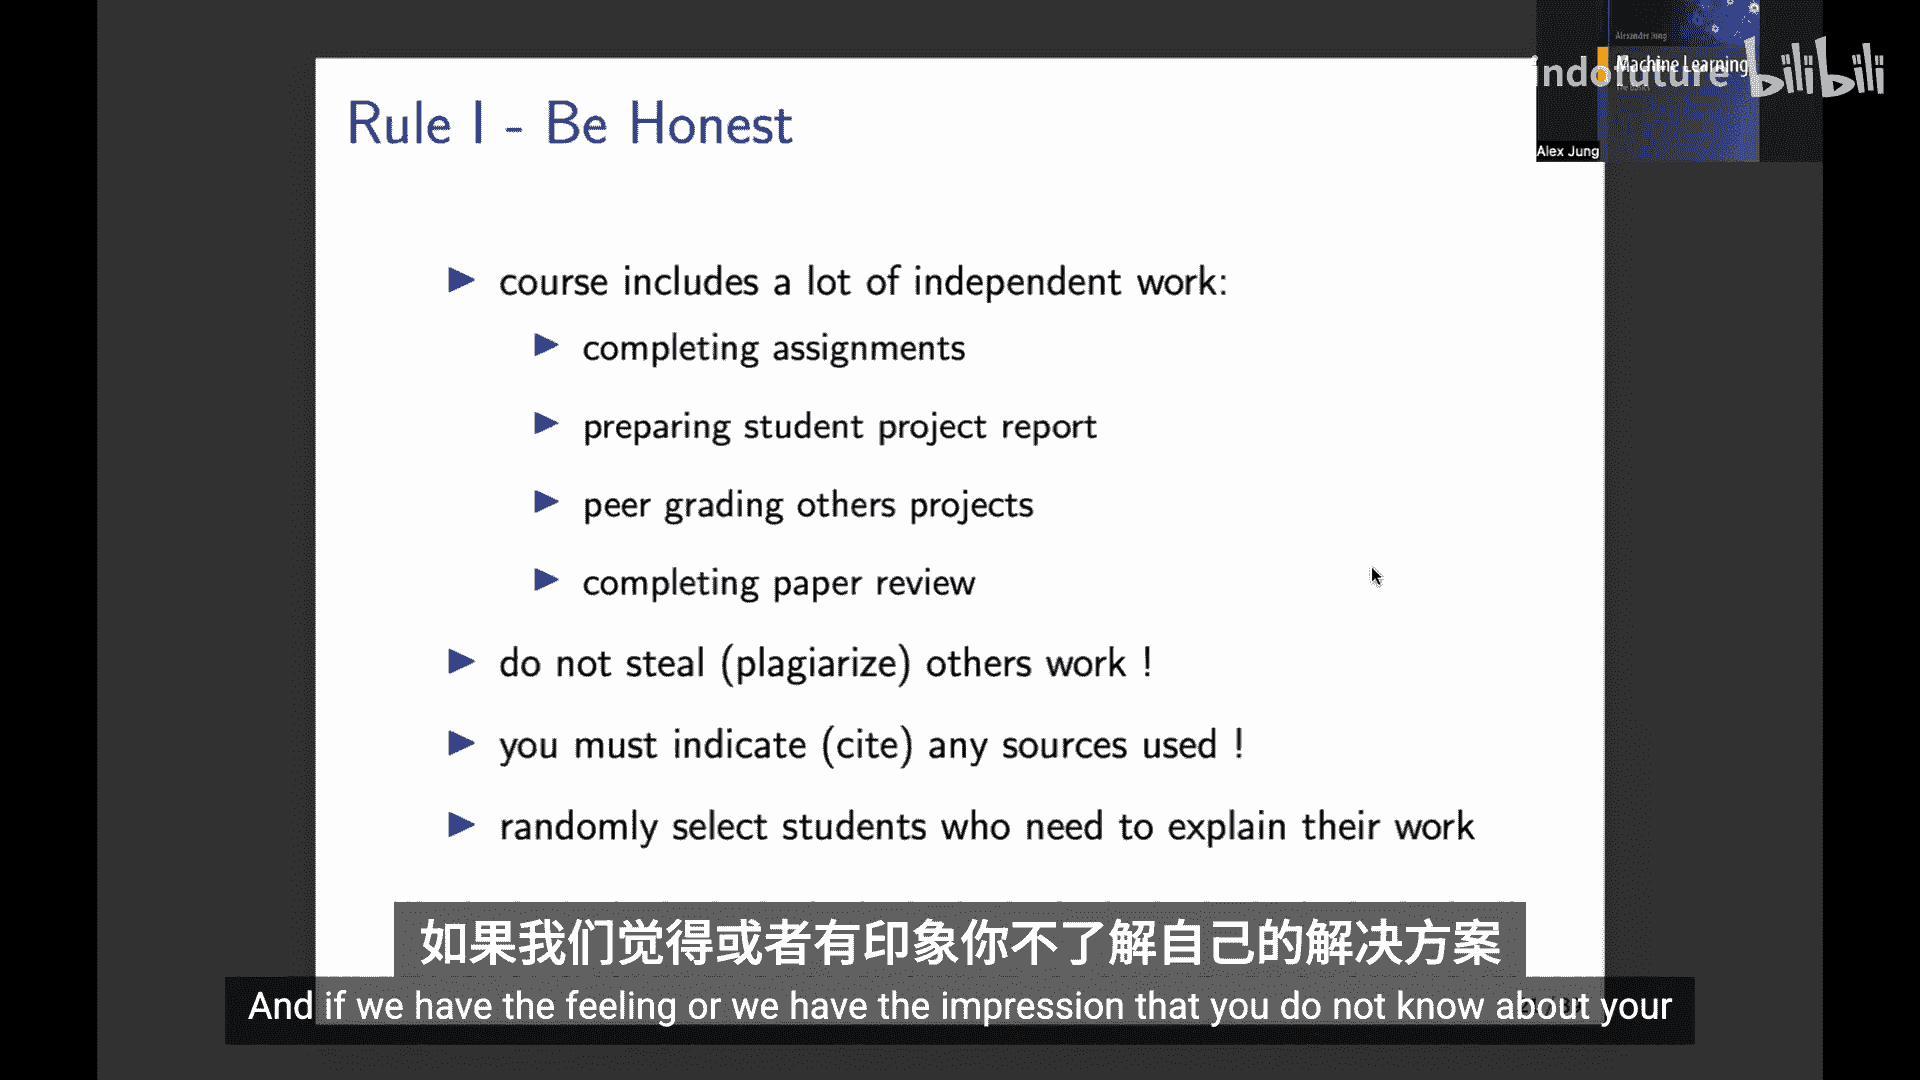 Alexander Jung
Machine Learning
indofuture bilibili
Alex Jung
Rule I - Be Honest
course includes a lot of independent work:
completing assignments
preparing student project report
peer grading others projects
completing paper review
do not steal (plagiarize) others work !
you must indicate (cite) any sources used !
randomly select students who need to explain their work
如果我们觉得或者有印象你不了解自己的解决方案
And if we have the feeling or we have the impression that you do not know about your